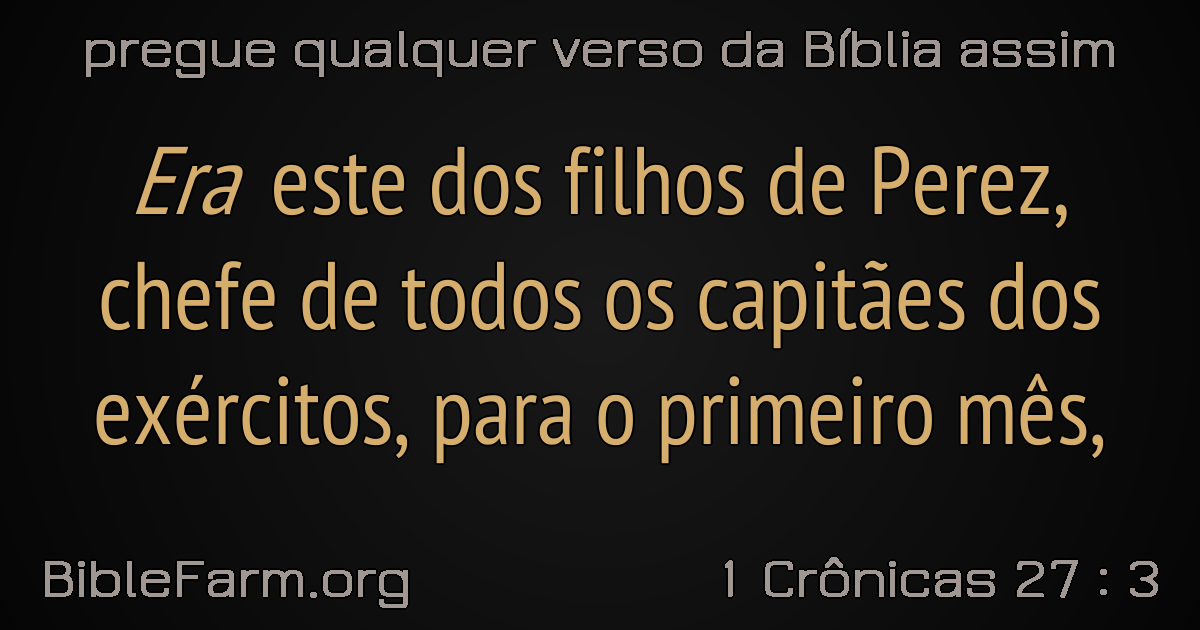 pregue qualquer verso da Bíblia assim
Era este dos filhos de Perez,
chefe de todos os capitães dos
exércitos, para o primeiro mês,
BibleFarm.org
1 Crônicas 27 : 3